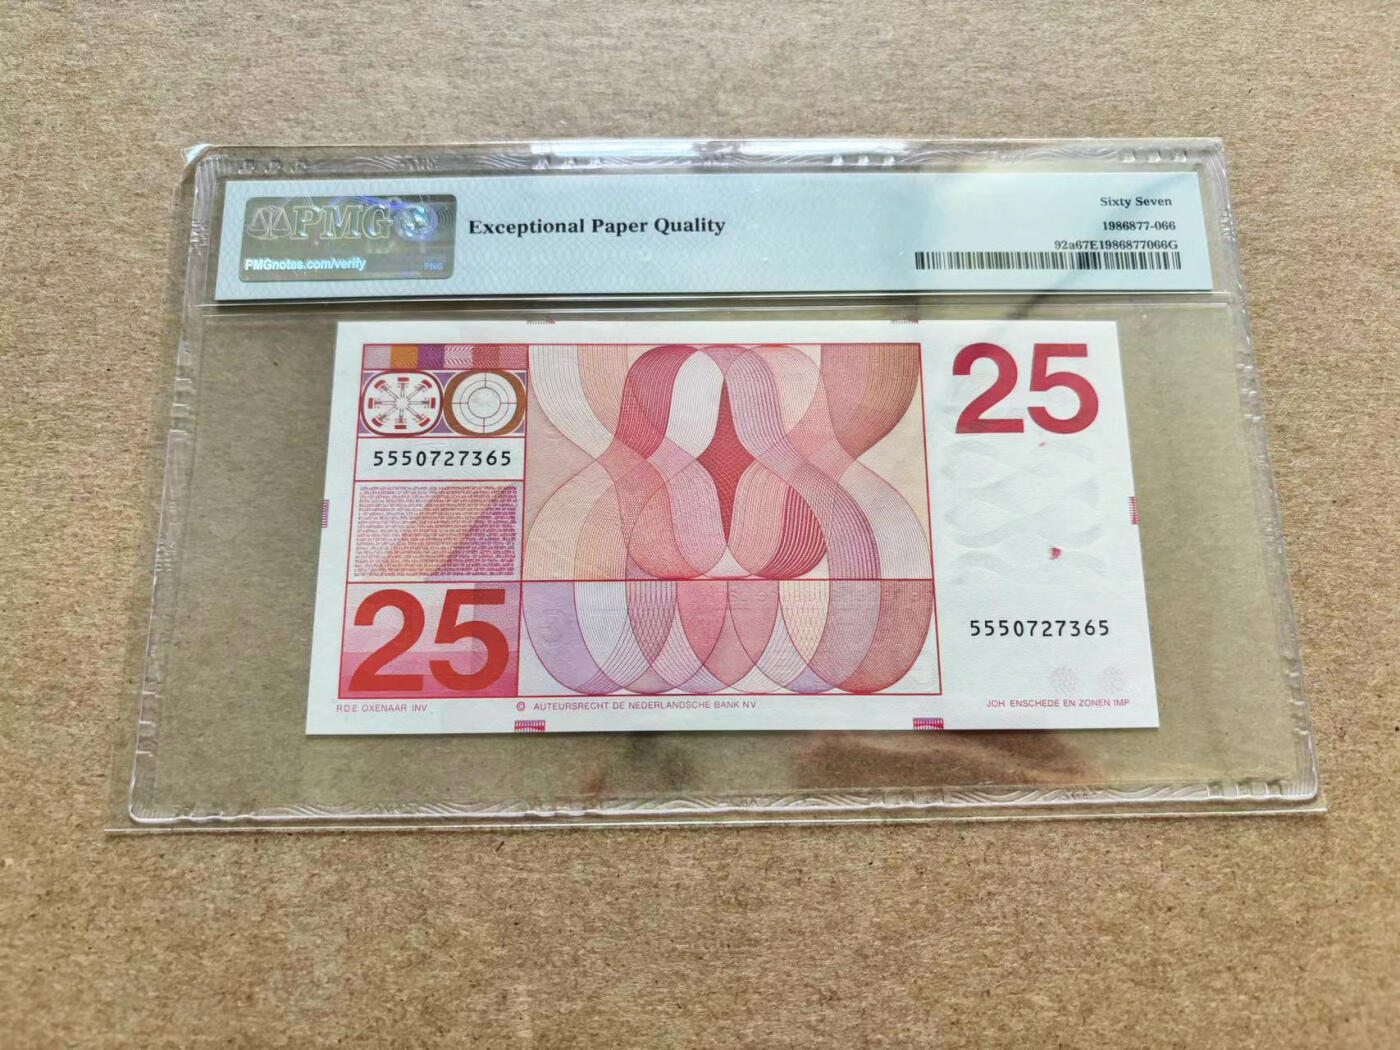 PMG
PMGnotes.com/verify
PNG
Exceptional Paper Quality
Sixty Seven
1986877-066
92a67E1986877066G
25
5550727365
25
5550727365
RDE OXENAAR INV
© AUTEURSRECHT DE NEDERLANDSCHE BANK NV
JOH ENSCHEDE EN ZONEN IMP